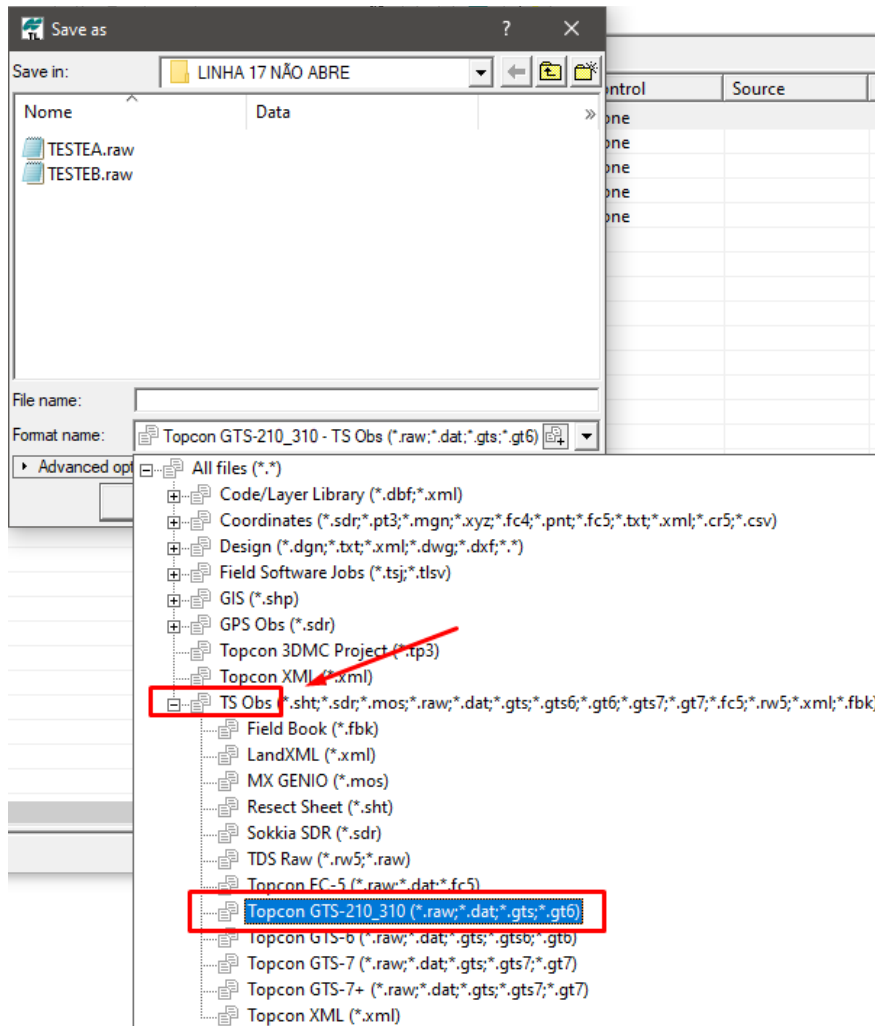 Save as
?
Save in:
LINHA 17 NÃO ABRE
Nome
Data
»
TESTEA.raw
TESTEB.raw
File name:
Format name:
Topcon GTS-210_310 - TS Obs (*.raw;*.dat;*.gts;*.gt6)
Advanced opt
ntrol
Source
one
one
one
one
one
All files (*.*)
Code/Layer Library (*.dbf;*.xml)
Coordinates (*.sdr;*.pt3;*.mgn;*.xyz;*.fc4;*.pnt;*.fc5;*.txt;*.xml;*.cr5;*.csv)
Design (*.dgn;*.txt;*.xml;*.dwg;*.dxf;*.*)
Field Software Jobs (*.tsj;*.tlsv)
GIS (*.shp)
GPS Obs (*.sdr)
Topcon 3DMC Project (*.tp3)
Topcon XML (*.xml)
TS Obs (*.sht;*.sdr;*.mos;*.raw;*.dat;*.gts;*.gts6;*.gt6;*.gts7;*.gt7;*.fc5;*.rw5;*.xml;*.fbk)
Field Book (*.fbk)
LandXML (*.xml)
MX GENIO (*.mos)
Resect Sheet (*.sht)
Sokkia SDR (*.sdr)
TDS Raw (*.rw5;*.raw)
Topcon FC-5 (*.raw;*.dat;*.fc5)
Topcon GTS-210_310 (*.raw;*.dat;*.gts;*.gt6)
Topcon GTS-6 (*.raw;*.dat;*.gts;*.gts6;*.gt6)
Topcon GTS-7 (*.raw;*.dat;*.gts;*.gts7;*.gt7)
Topcon GTS-7+ (*.raw;*.dat;*.gts;*.gts7;*.gt7)
Topcon XML (*.xml)